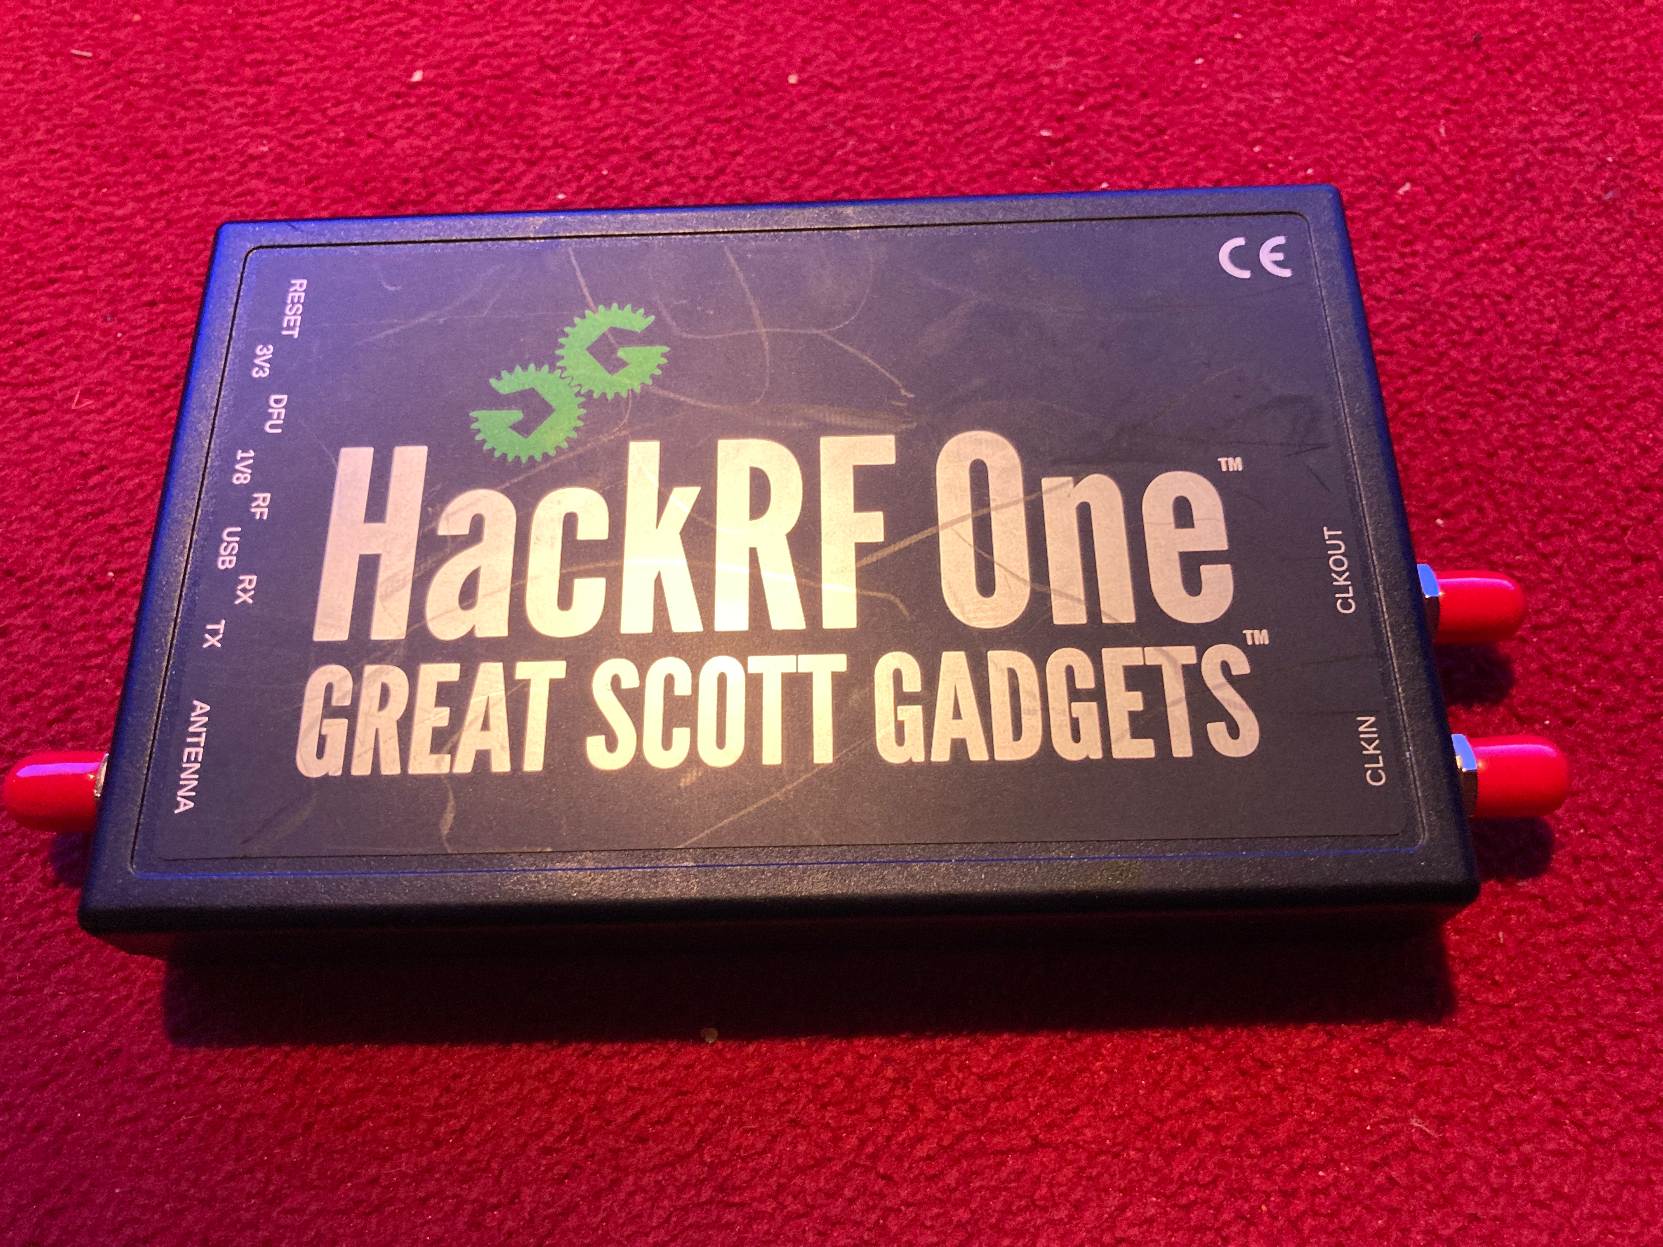 CE
HackRF One™
GREAT SCOTT GADGETS™
RESET
3V3
DFU
1V8
RF
USB
RX
TX
ANTENNA
CLKOUT
CLKIN